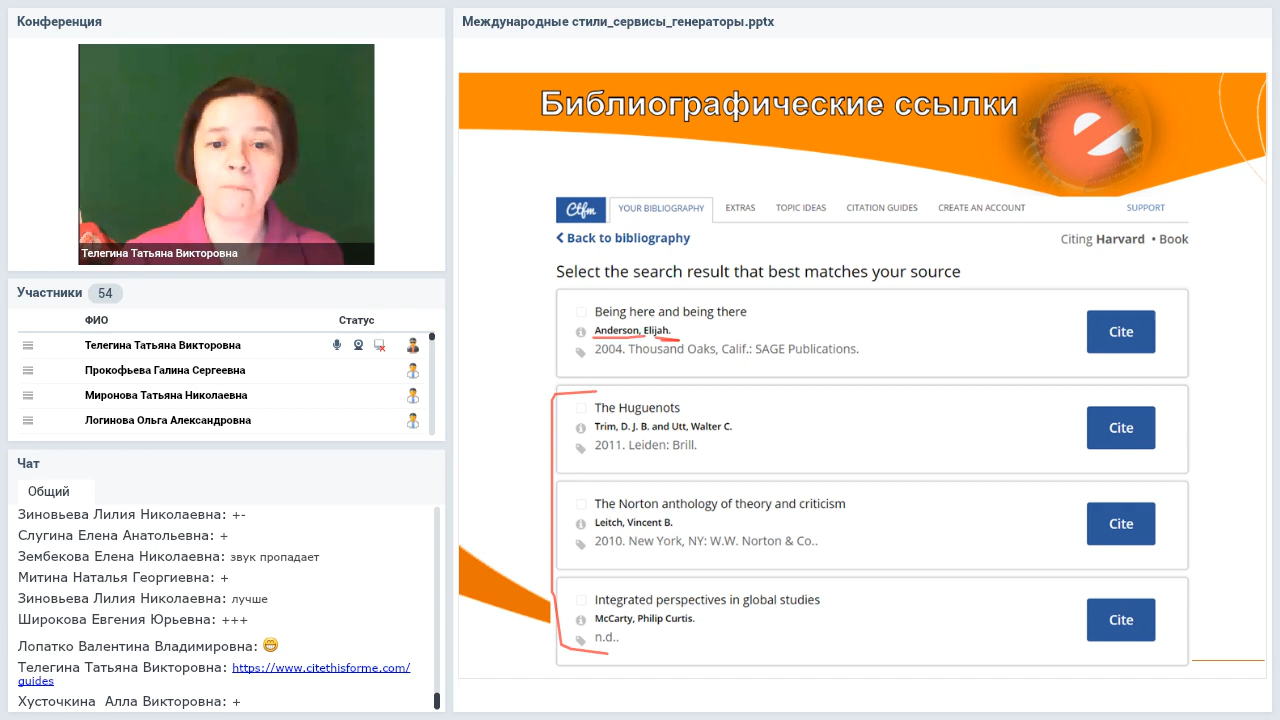 Конференция
Телегина Татьяна Викторовна
Участники 54
ФИО Статус
Телегина Татьяна Викторовна
Прокофьева Галина Сергеевна
Миронова Татьяна Николаевна
Логинова Ольга Александровна
Чат
Общий
Зиновьева Лилия Николаевна: +-
Слугина Елена Анатольевна: +
Зембекова Елена Николаевна: звук пропадает
Митина Наталья Георгиевна: +
Зиновьева Лилия Николаевна: лучше
Широкова Евгения Юрьевна: +++
Лопатко Валентина Владимировна: 😁
Телегина Татьяна Викторовна: https://www.citethisforme.com/
guides
Хусточкина Алла Викторовна: +
Международные стили_сервисы_генераторы.pptx
Библиографические ссылки
Ctfm YOUR BIBLIOGRAPHY EXTRAS TOPIC IDEAS CITATION GUIDES CREATE AN ACCOUNT SUPPORT
Back to bibliography Citing Harvard • Book
Select the search result that best matches your source
Being here and being there
Anderson, Elijah.
2004. Thousand Oaks, Calif.: SAGE Publications.
Cite
The Huguenots
Trim, D. J. B. and Utt, Walter C.
2011. Leiden: Brill.
Cite
The Norton anthology of theory and criticism
Leitch, Vincent B.
2010. New York, NY: W.W. Norton & Co..
Cite
Integrated perspectives in global studies
McCarty, Philip Curtis.
n.d..
Cite